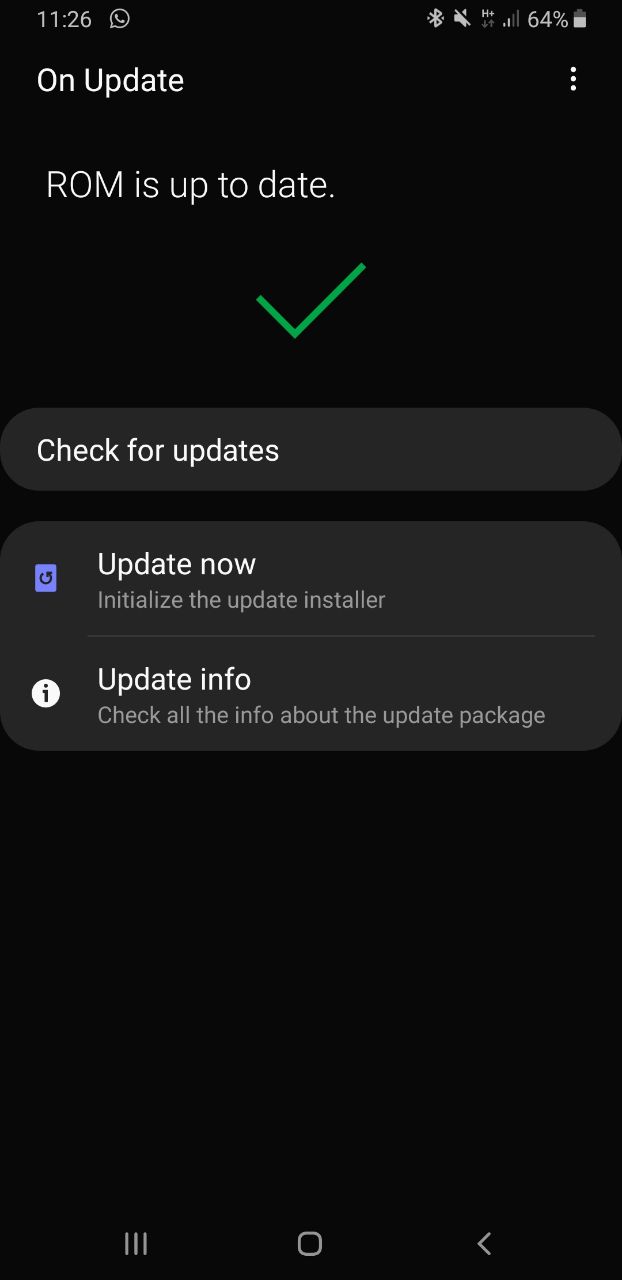 11:26 H+ 64%
On Update
ROM is up to date.
Check for updates
Update now
Initialize the update installer
Update info
Check all the info about the update package